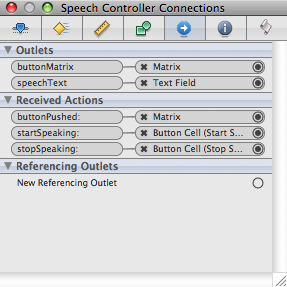 Speech Controller Connections
Outlets
buttonMatrix Matrix
speechText Text Field
Received Actions
buttonPushed: Matrix
startSpeaking: Button Cell (Start S...
stopSpeaking: Button Cell (Stop S...
Referencing Outlets
New Referencing Outlet